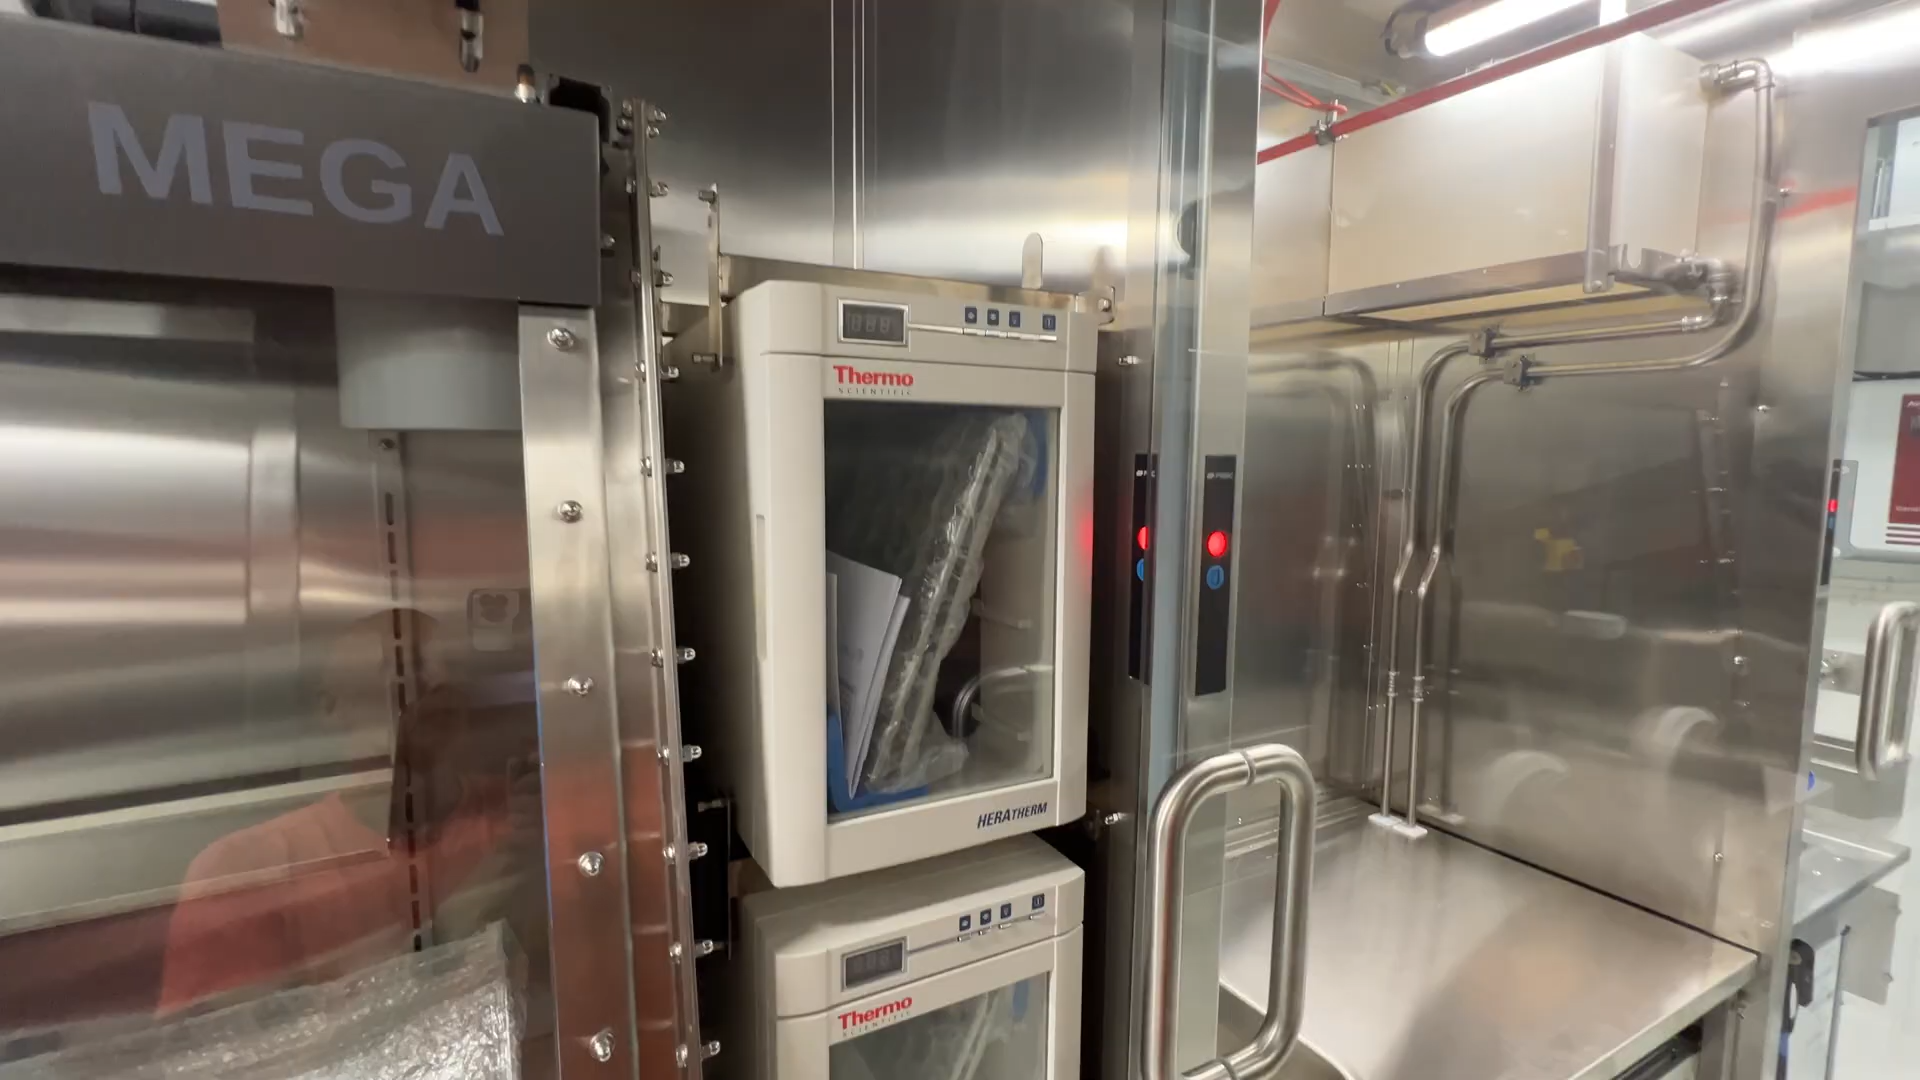 MEGA
Thermo
SCIENTIFIC
HERATHERM
Thermo
SCIENTIFIC